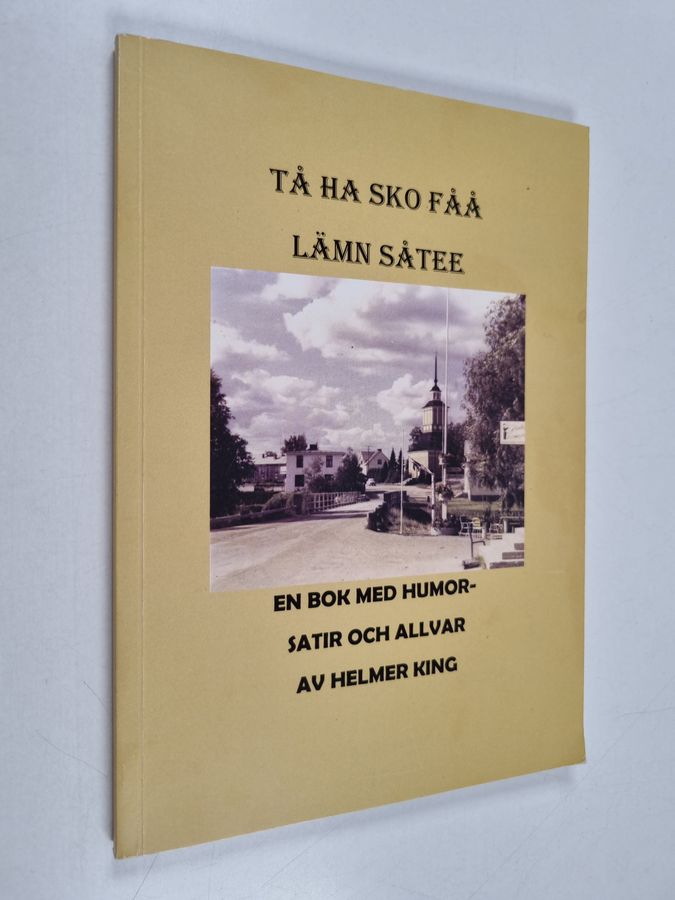 TÅ HA SKO FÅÅ
LÄMN SÅTEE
EN BOK MED HUMOR-
SATIR OCH ALLVAR
AV HELMER KING